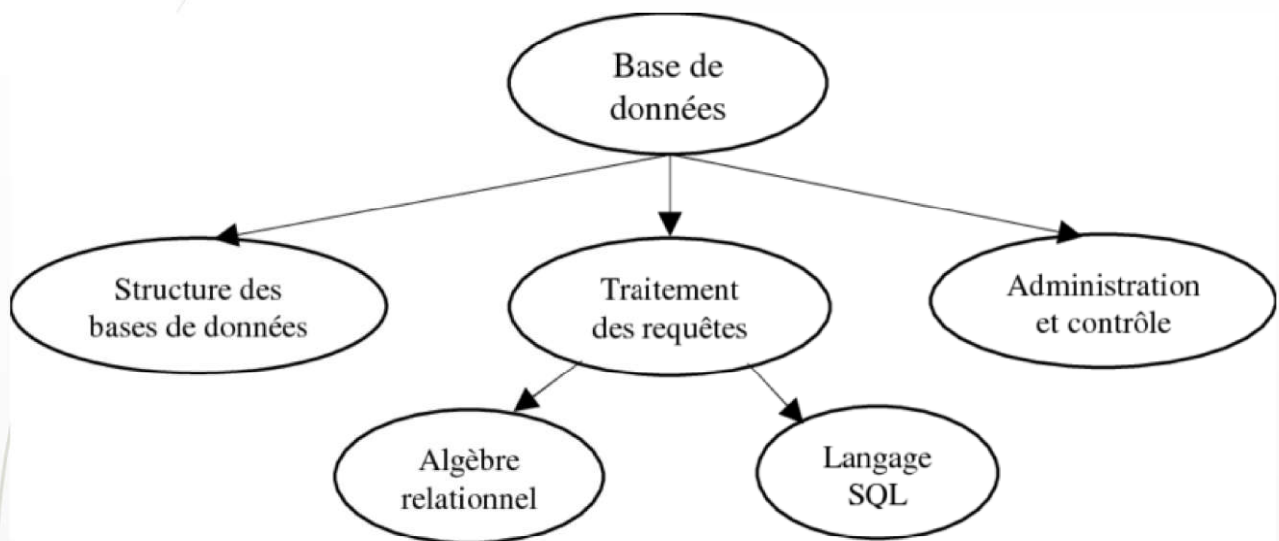 Base de
données
Structure des
bases de données
Traitement
des requêtes
Administration
et contrôle
Algèbre
relationnel
Langage
SQL